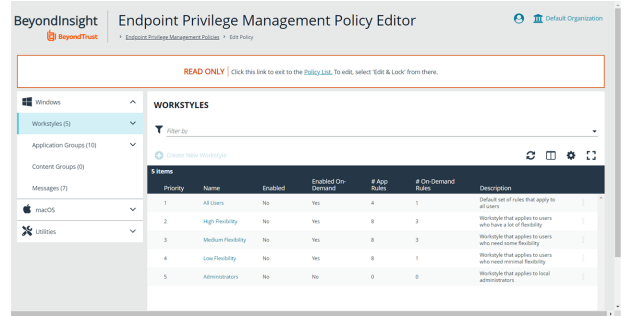 BeyondInsight
BeyondTrust
Endpoint Privilege Management Policy Editor
Endpoint Privilege Management Policies > Edit Policy
Default Organization
READ ONLY | Click this link to exit to the Policy List. To edit, select 'Edit & Lock' from there.
Windows
Workstyles (5)
Application Groups (10)
Content Groups (0)
Messages (7)
macOS
Utilities
WORKSTYLES
Filter by
Create New Workstyle
5 items
Priority Name Enabled Enabled On-Demand # App Rules # On-Demand Rules Description
1 All Users No Yes 4 1 Default set of rules that apply to all users
2 High Flexibility No Yes 8 3 Workstyle that applies to users who have a lot of flexibility
3 Medium Flexibility No Yes 8 3 Workstyle that applies to users who need some flexibility
4 Low Flexibility No Yes 8 1 Workstyle that applies to users who need minimal flexibility
5 Administrators No No 0 0 Workstyle that applies to local administrators